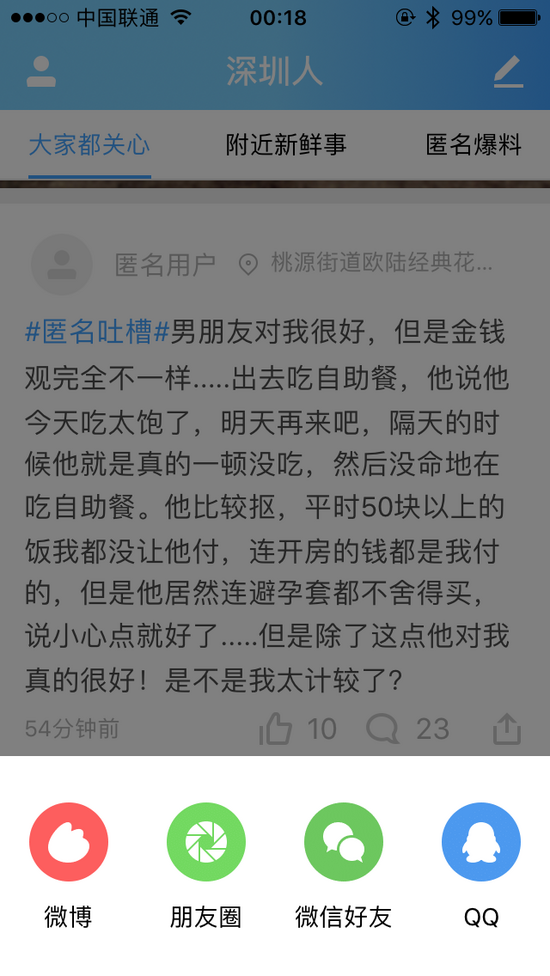 中国联通 00:18 99%
深圳人
大家都关心 附近新鲜事 匿名爆料
匿名用户 桃源街道欧陆经典花...
#匿名吐槽#男朋友对我很好，但是金钱
观完全不一样.....出去吃自助餐，他说他
今天吃太饱了，明天再来吧，隔天的时
候他就是真的一顿没吃，然后没命地在
吃自助餐。他比较抠，平时50块以上的
饭我都没让他付，连开房的钱都是我付
的，但是他居然连避孕套都不舍得买，
说小心点就好了.....但是除了这点他对我
真的很好！是不是我太计较了？
54分钟前 10 23
微博 朋友圈 微信好友 QQ